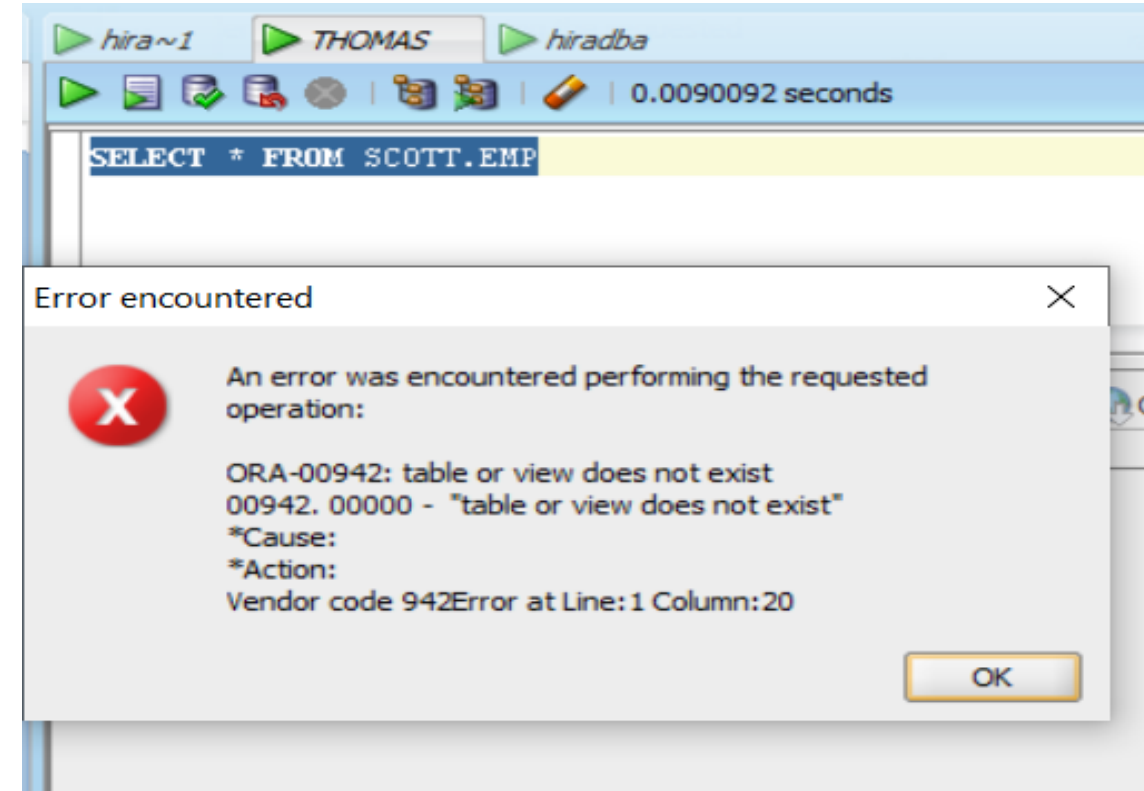 hira~1
THOMAS
hiradba
0.0090092 seconds
SELECT * FROM SCOTT.EMP
Error encountered
An error was encountered performing the requested
operation:
ORA-00942: table or view does not exist
00942. 00000 -  "table or view does not exist"
*Cause:
*Action:
Vendor code 942Error at Line:1 Column:20
OK